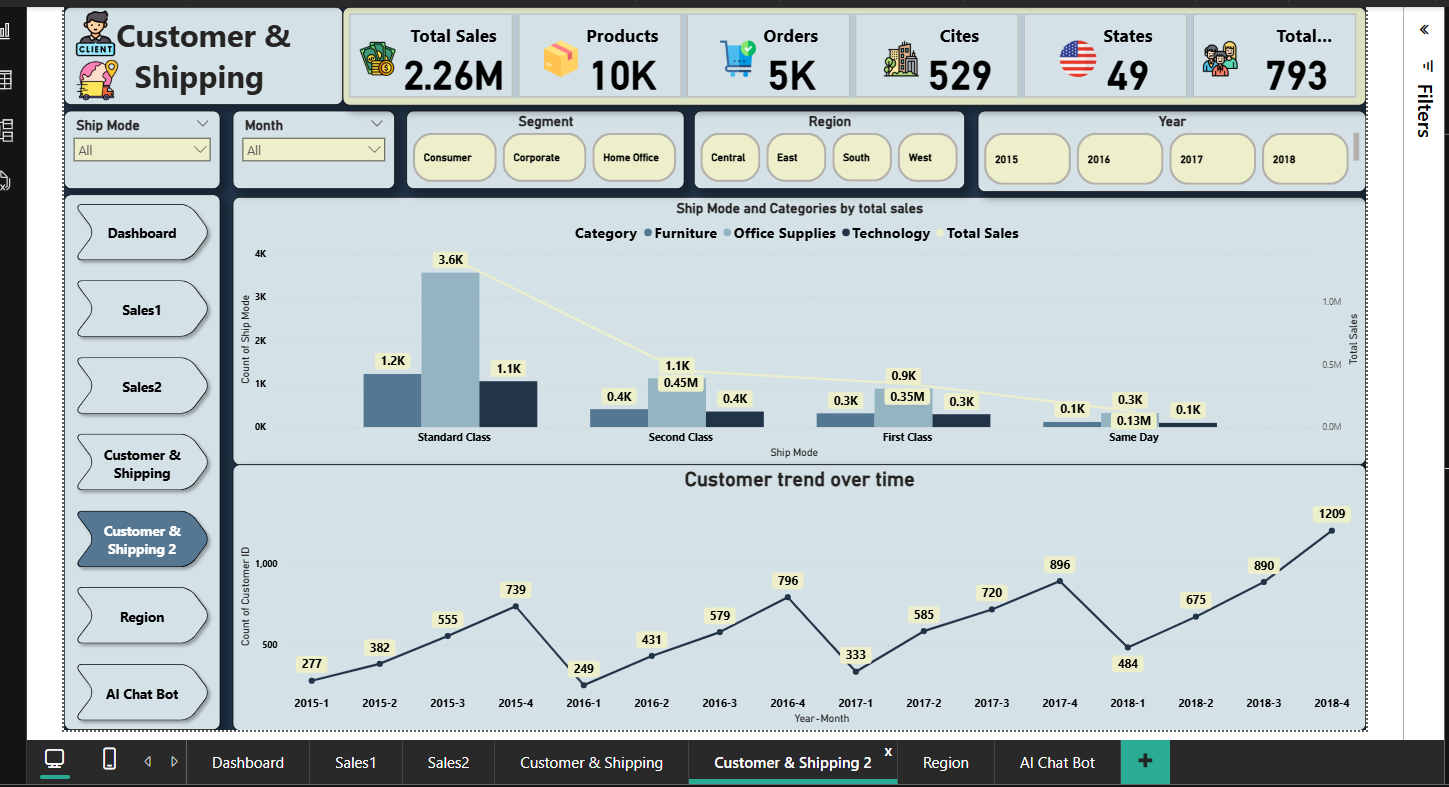 CLIENT
Customer &
Shipping
Total Sales
2.26M
Products
10K
Orders
5K
Cites
529
States
49
Total...
793
Filters
Ship Mode
All
Month
All
Segment
Consumer
Corporate
Home Office
Region
Central
East
South
West
Year
2015
2016
2017
2018
Dashboard
Sales1
Sales2
Customer &
Shipping
Customer &
Shipping 2
Region
AI Chat Bot
Ship Mode and Categories by total sales
Category Furniture Office Supplies Technology Total Sales
Count of Ship Mode
4K
3K
2K
1K
0K
1.0M
0.5M
0.0M
Total Sales
1.2K
3.6K
1.1K
0.4K
1.1K
0.45M
0.4K
0.3K
0.9K
0.35M
0.3K
0.1K
0.3K
0.13M
0.1K
Standard Class
Second Class
First Class
Same Day
Ship Mode
Customer trend over time
Count of Customer ID
1,000
500
277
382
555
739
249
431
579
796
333
585
720
896
484
675
890
1209
2015-1
2015-2
2015-3
2015-4
2016-1
2016-2
2016-3
2016-4
2017-1
2017-2
2017-3
2017-4
2018-1
2018-2
2018-3
2018-4
Year-Month
Dashboard
Sales1
Sales2
Customer & Shipping
Customer & Shipping 2
x
Region
AI Chat Bot
+